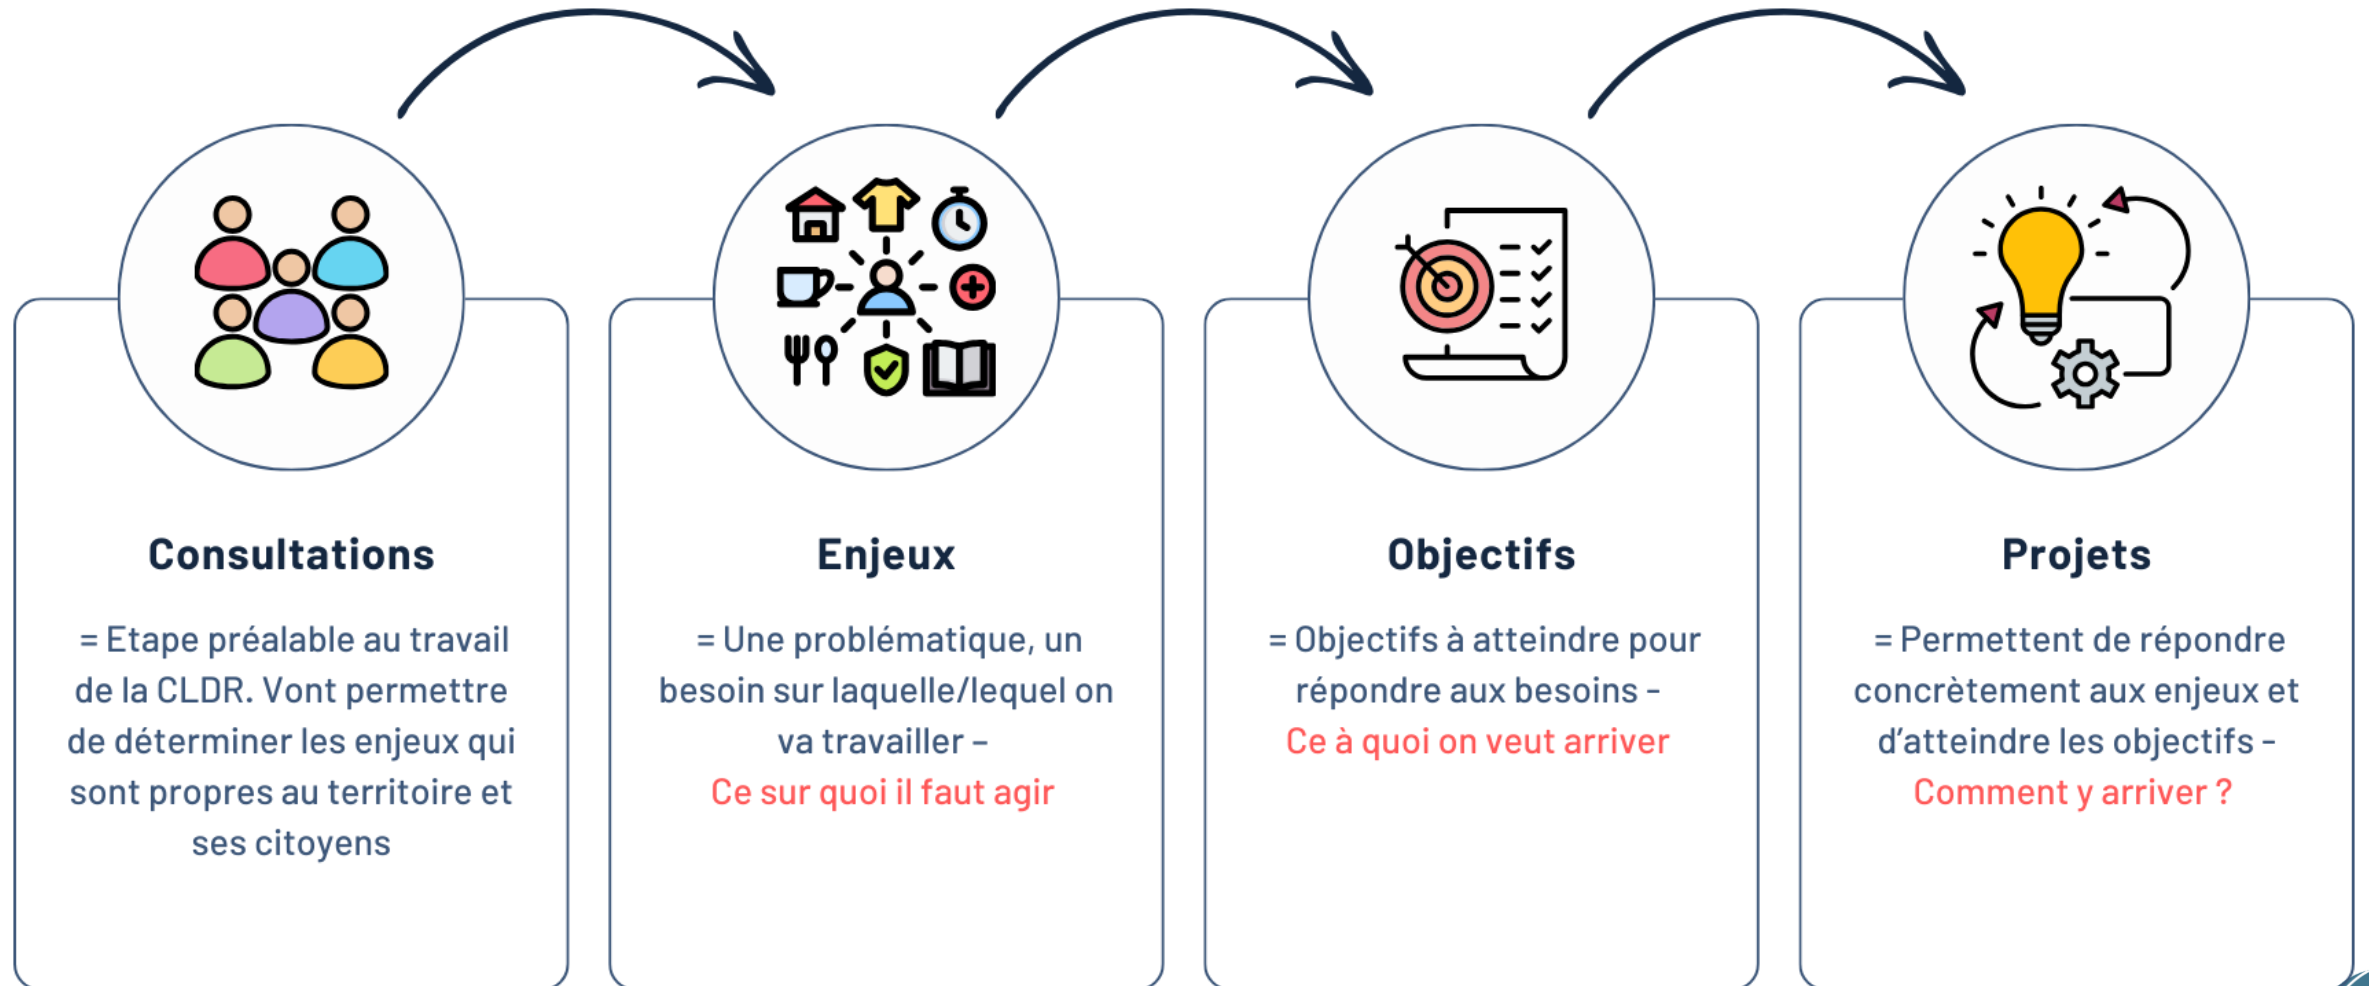 Consultations
= Etape préalable au travail
de la CLDR. Vont permettre
de déterminer les enjeux qui
sont propres au territoire et
ses citoyens
Enjeux
= Une problématique, un
besoin sur laquelle/lequel on
va travailler –
Ce sur quoi il faut agir
Objectifs
= Objectifs à atteindre pour
répondre aux besoins -
Ce à quoi on veut arriver
Projets
= Permettent de répondre
concrètement aux enjeux et
d’atteindre les objectifs -
Comment y arriver ?